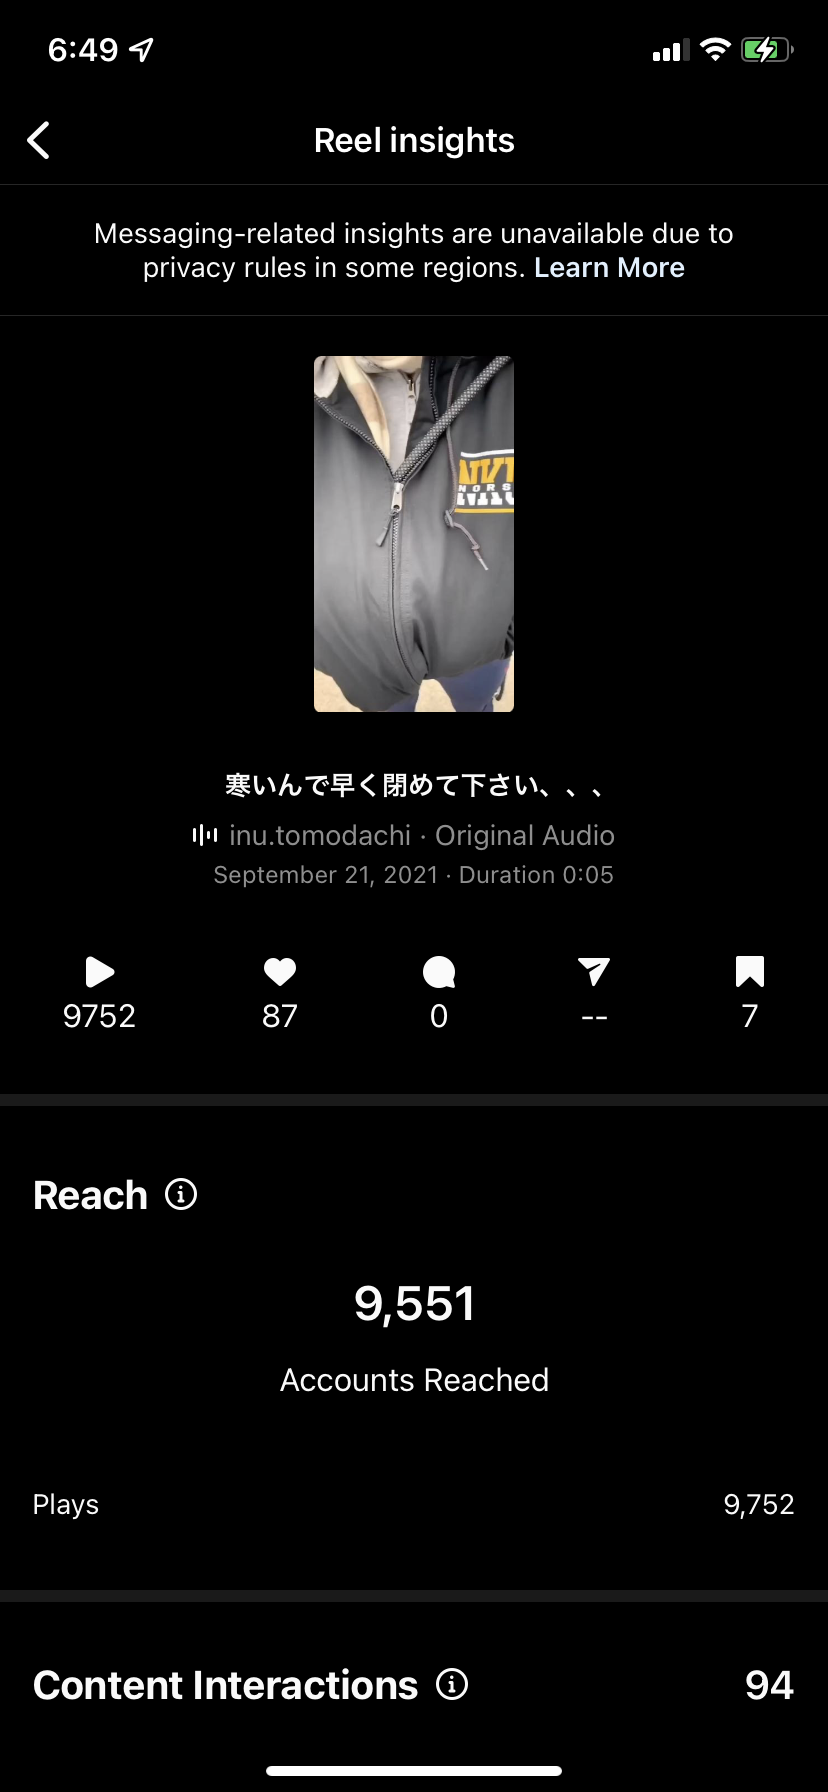 6:49
Reel insights
Messaging-related insights are unavailable due to
privacy rules in some regions. Learn More
NORS
寒いんで早く閉めて下さい、、、
inu.tomodachi · Original Audio
September 21, 2021 · Duration 0:05
9752 87 0 -- 7
Reach
9,551
Accounts Reached
Plays 9,752
Content Interactions 94